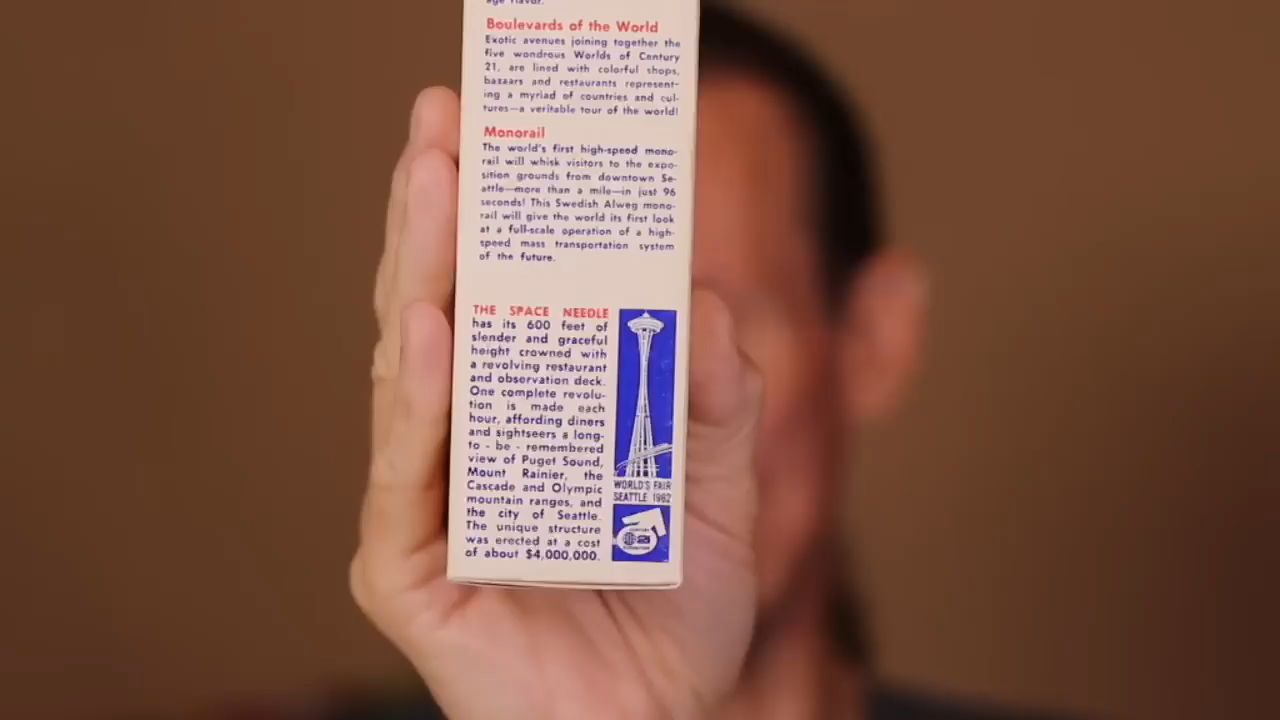 age flavor.
Boulevards of the World
Exotic avenues joining together the
five wondrous Worlds of Century
21, are lined with colorful shops,
bazaars and restaurants represent-
ing a myriad of countries and cul-
tures—a veritable tour of the world!
Monorail
The world's first high-speed mono-
rail will whisk visitors to the expo-
sition grounds from downtown Se-
attle—more than a mile—in just 96
seconds! This Swedish Alweg mono-
rail will give the world its first look
at a full-scale operation of a high-
speed mass transportation system
of the future.
THE SPACE NEEDLE
has its 600 feet of
slender and graceful
height crowned with
a revolving restaurant
and observation deck.
One complete revolu-
tion is made each
hour, affording diners
and sightseers a long-
to - be - remembered
view of Puget Sound,
Mount Rainier, the
Cascade and Olympic
mountain ranges, and
the city of Seattle.
The unique structure
was erected at a cost
of about $4,000,000.
WORLD'S FAIR
SEATTLE 1962
21